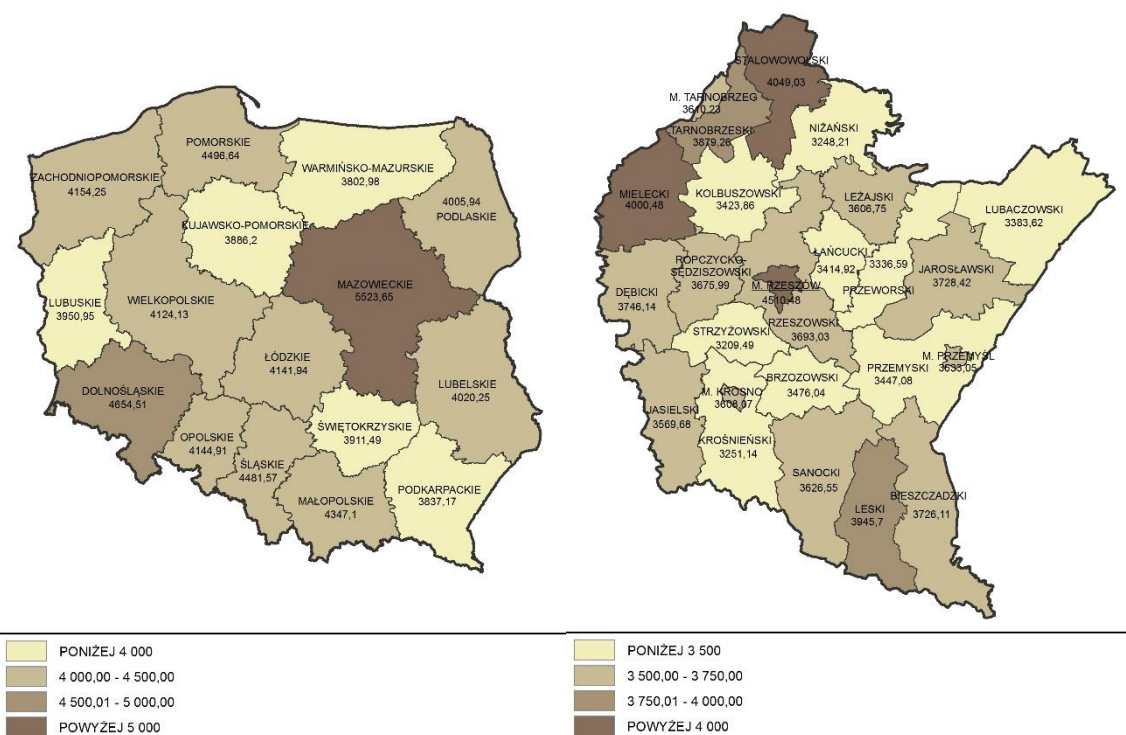 POMORSKIE
4496,64
WARMIŃSKO-MAZURSKIE
3802,98
ZACHODNIOPOMORSKIE
4154,25
4005,94
PODLASKIE
KUJAWSKO-POMORSKIE
3886,2
MAZOWIECKIE
5523,65
LUBUSKIE
3950,95
WIELKOPOLSKIE
4124,13
ŁÓDZKIE
4141,94
LUBELSKIE
4020,25
DOLNOŚLĄSKIE
4654,51
ŚWIĘTOKRZYSKIE
3911,49
OPOLSKIE
4144,91
ŚLĄSKIE
4481,57
MAŁOPOLSKIE
4347,1
PODKARPACKIE
3837,17
PONIŻEJ 4 000
4 000,00 - 4 500,00
4 500,01 - 5 000,00
POWYŻEJ 5 000
STALOWOWOLSKI
4049,03
M. TARNOBRZEG
3610,23
TARNOBRZESKI
3879,26
NIŻAŃSKI
3248,21
MIELECKI
4000,48
KOLBUSZOWSKI
3423,86
LEŻAJSKI
3606,75
LUBACZOWSKI
3383,62
ŁAŃCUCKI
3414,92
3336,59
PRZEWORSKI
JAROSŁAWSKI
3728,42
ROPCZYCKO-
SĘDZISZOWSKI
3675,99
DĘBICKI
3746,14
M. RZESZÓW
4510,48
RZESZOWSKI
3693,03
STRZYŻOWSKI
3209,49
M. PRZEMYŚL
3633,05
PRZEMYSKI
3447,08
BRZOZOWSKI
3476,04
M. KROSNO
3608,07
JASIELSKI
3569,68
KROŚNIEŃSKI
3251,14
SANOCKI
3626,55
LESKI
3945,7
BIESZCZADZKI
3726,11
PONIŻEJ 3 500
3 500,00 - 3 750,00
3 750,01 - 4 000,00
POWYŻEJ 4 000